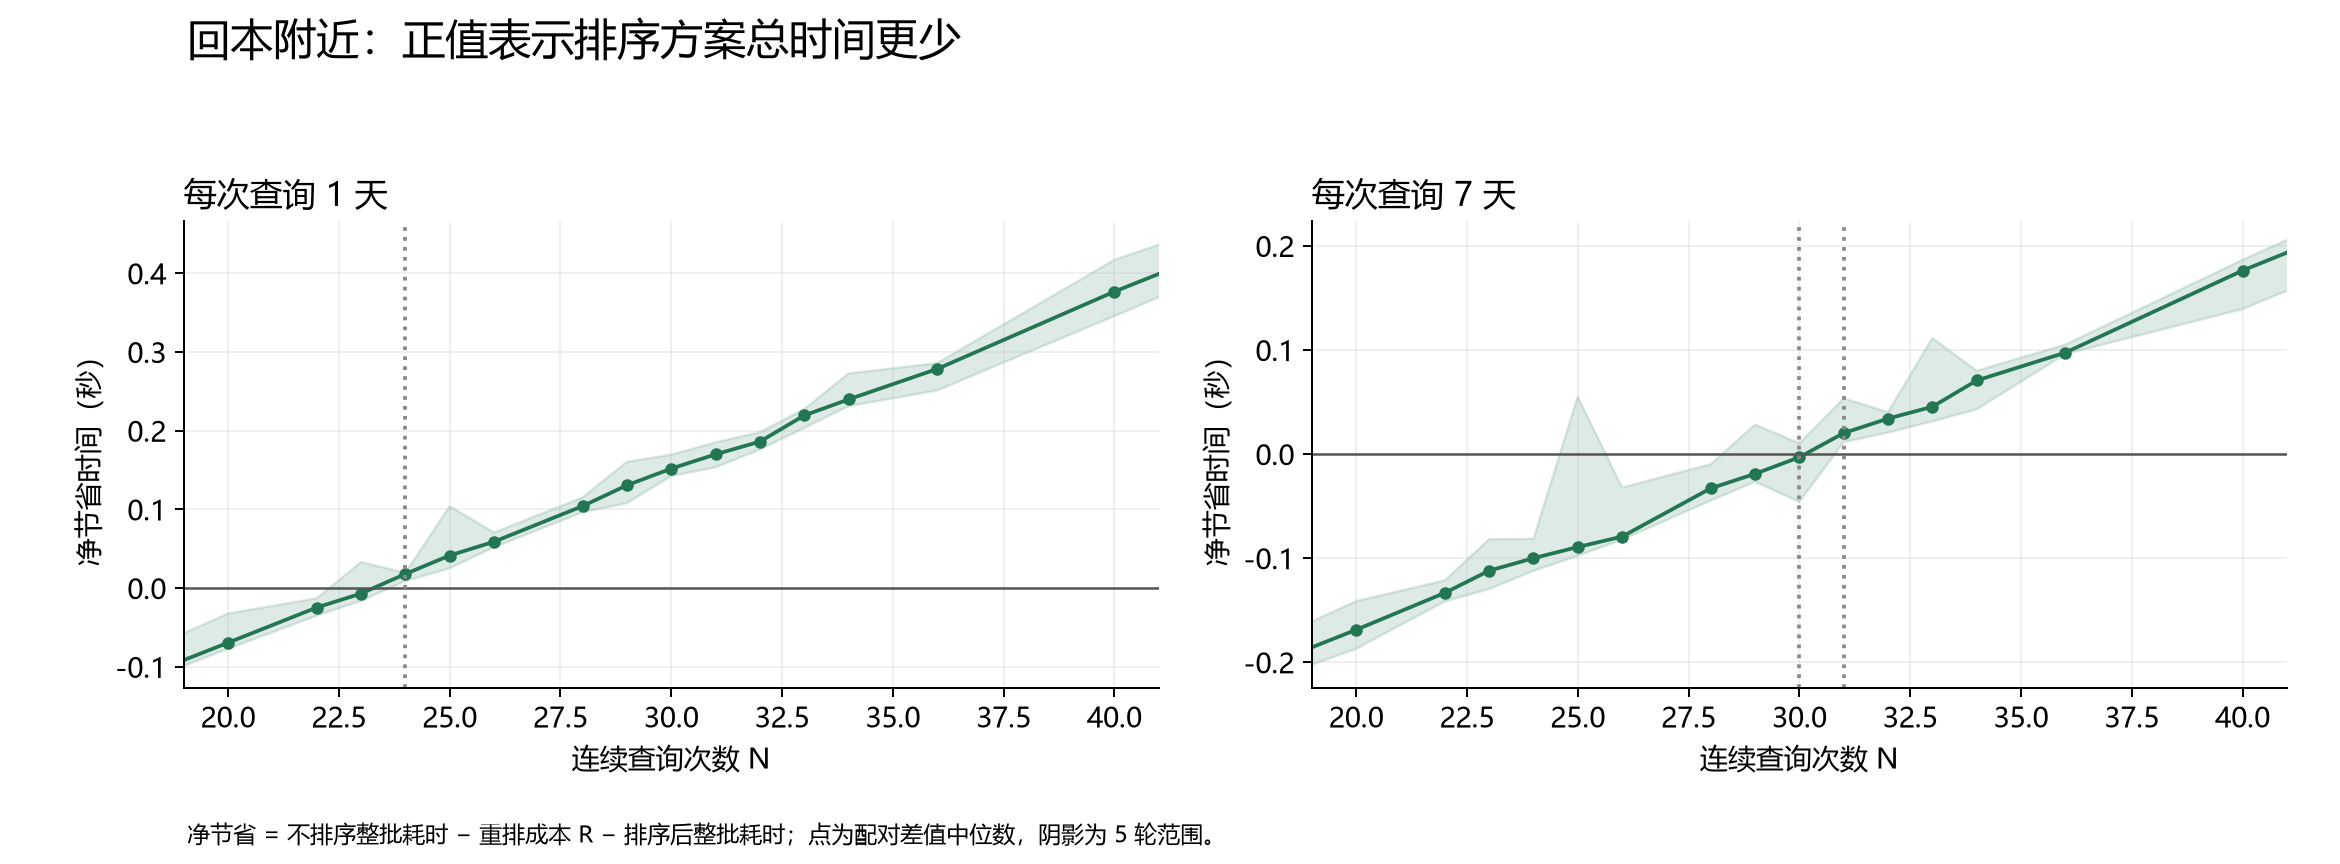 回本附近：正值表示排序方案总时间更少
每次查询 1 天
净节省时间（秒）
0.4
0.3
0.2
0.1
0.0
-0.1
20.0 22.5 25.0 27.5 30.0 32.5 35.0 37.5 40.0
连续查询次数 N
每次查询 7 天
净节省时间（秒）
0.2
0.1
0.0
-0.1
-0.2
20.0 22.5 25.0 27.5 30.0 32.5 35.0 37.5 40.0
连续查询次数 N
净节省 = 不排序整批耗时 − 重排成本 R − 排序后整批耗时；点为配对差值中位数，阴影为 5 轮范围。